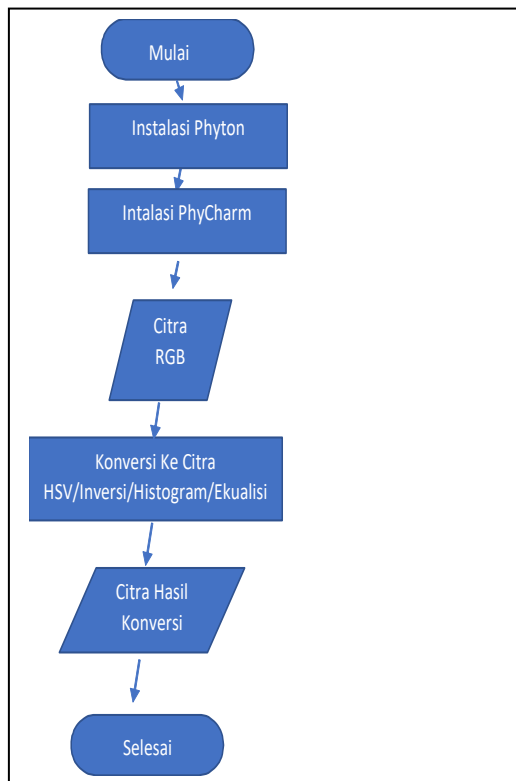 Mulai
Instalasi Phyton
Intalasi PhyCharm
Citra
RGB
Konversi Ke Citra
HSV/Inversi/Histogram/Ekualisi
Citra Hasil
Konversi
Selesai